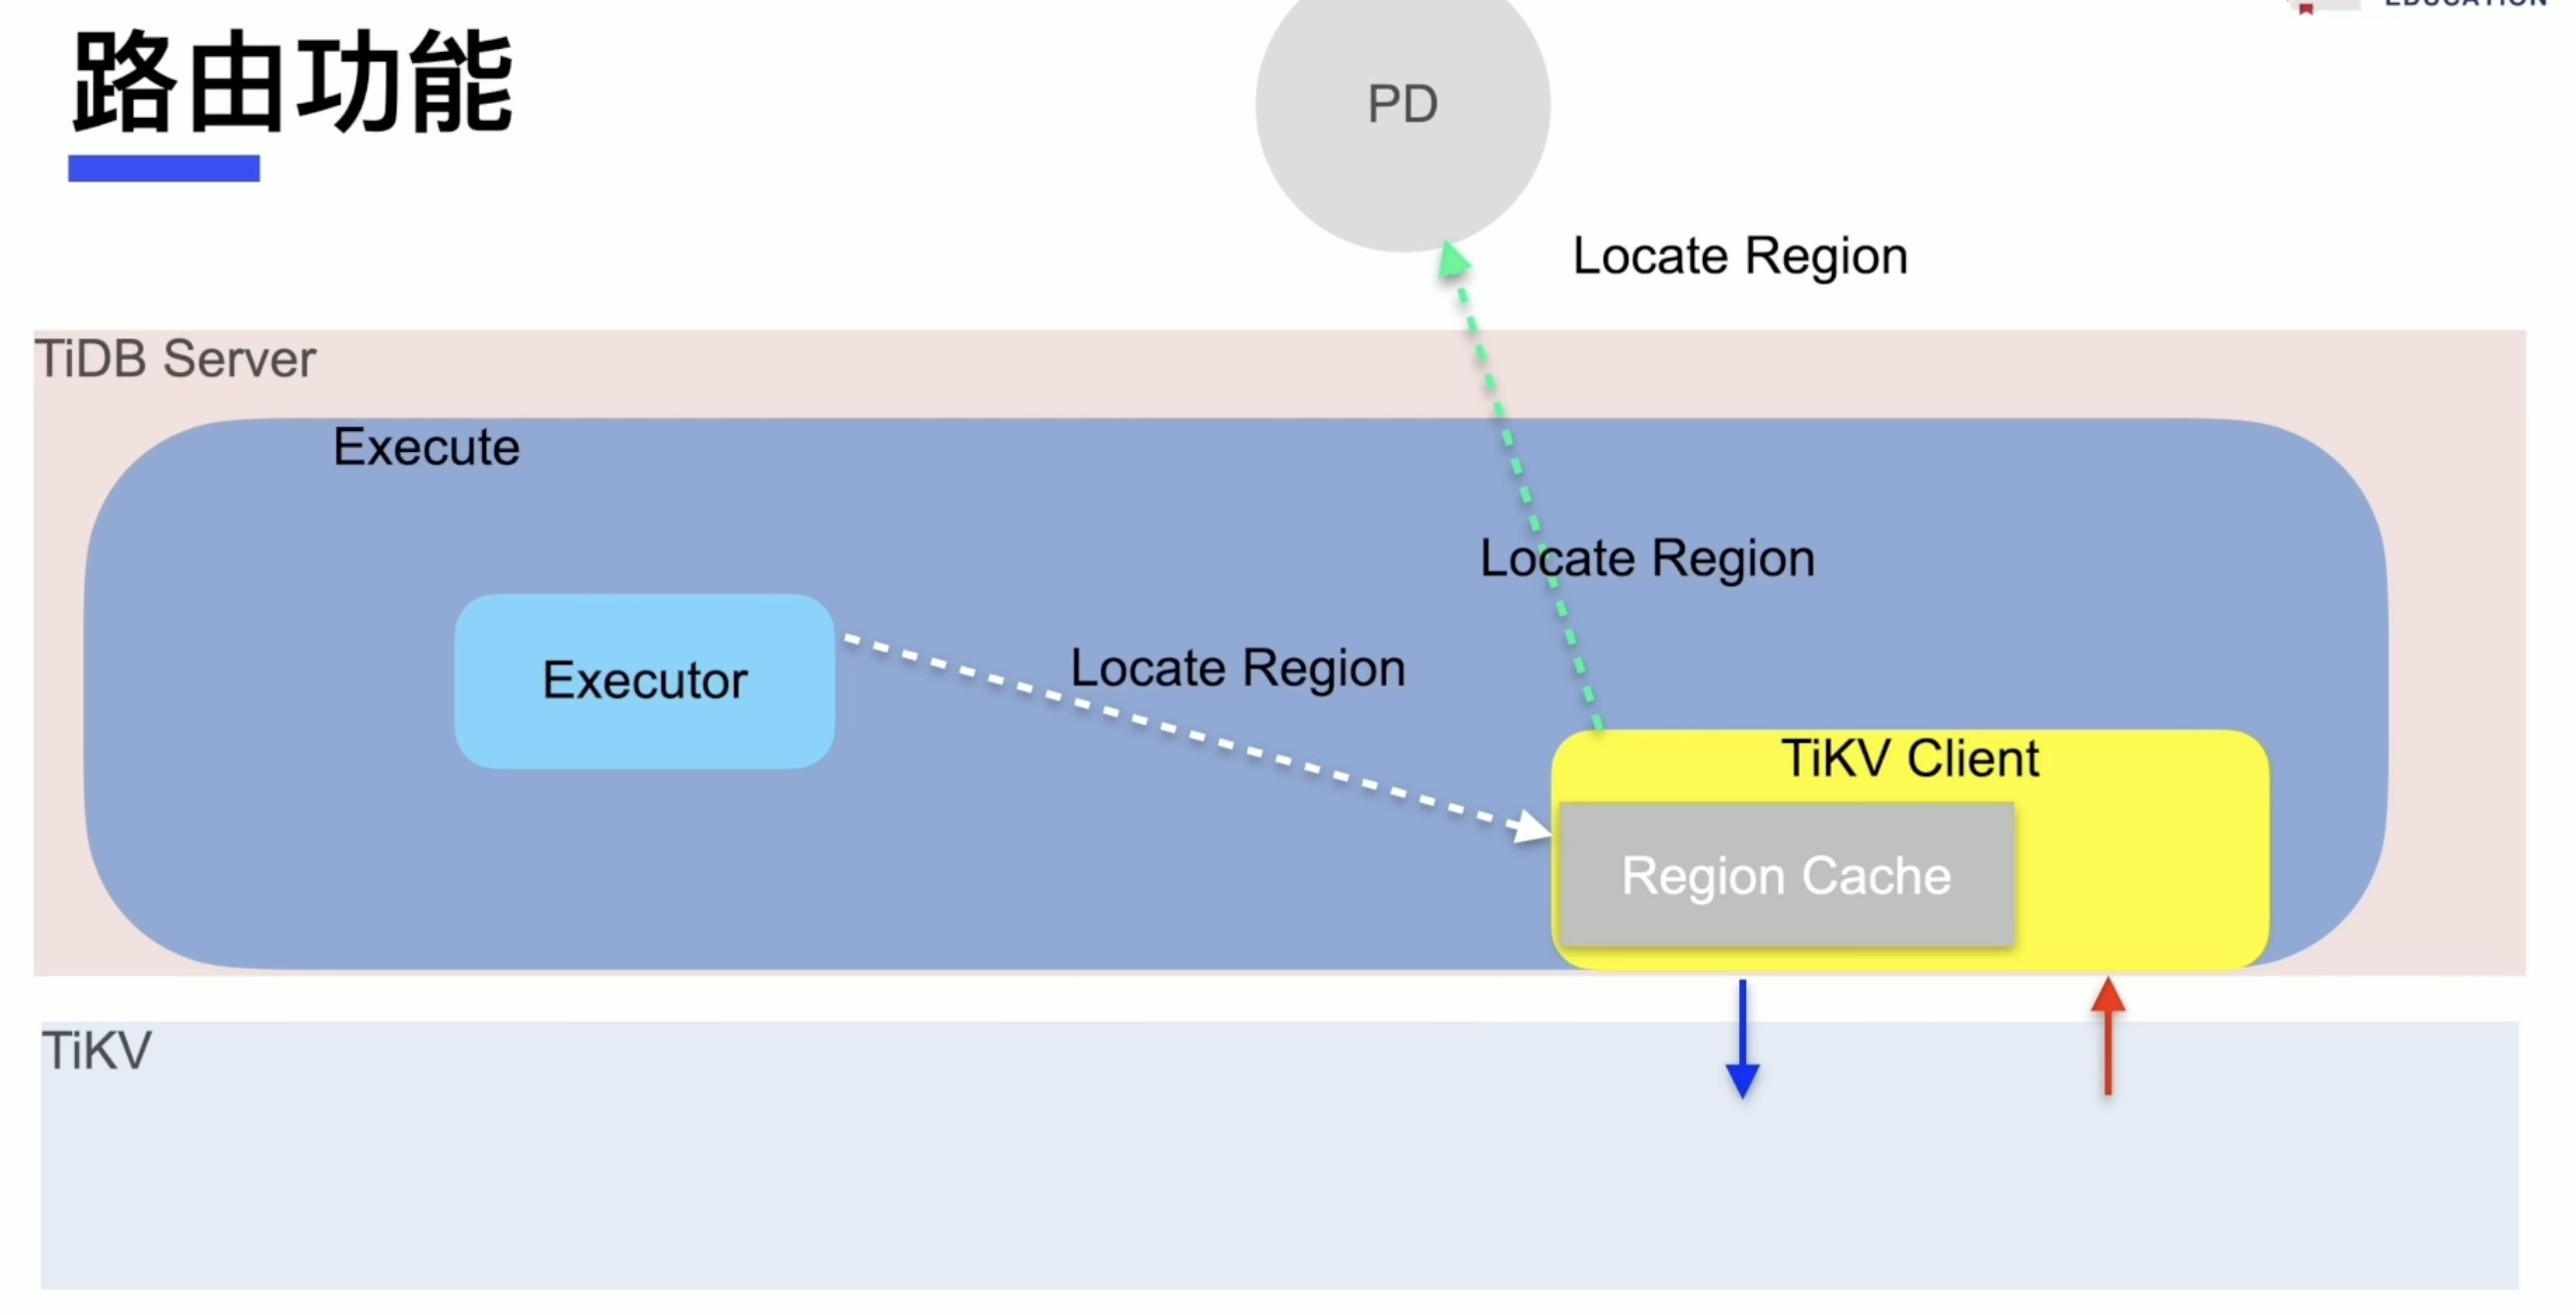 路由功能
PD
Locate Region
TiDB Server
Execute
Locate Region
Locate Region
Executor
TiKV Client
Region Cache
TiKV